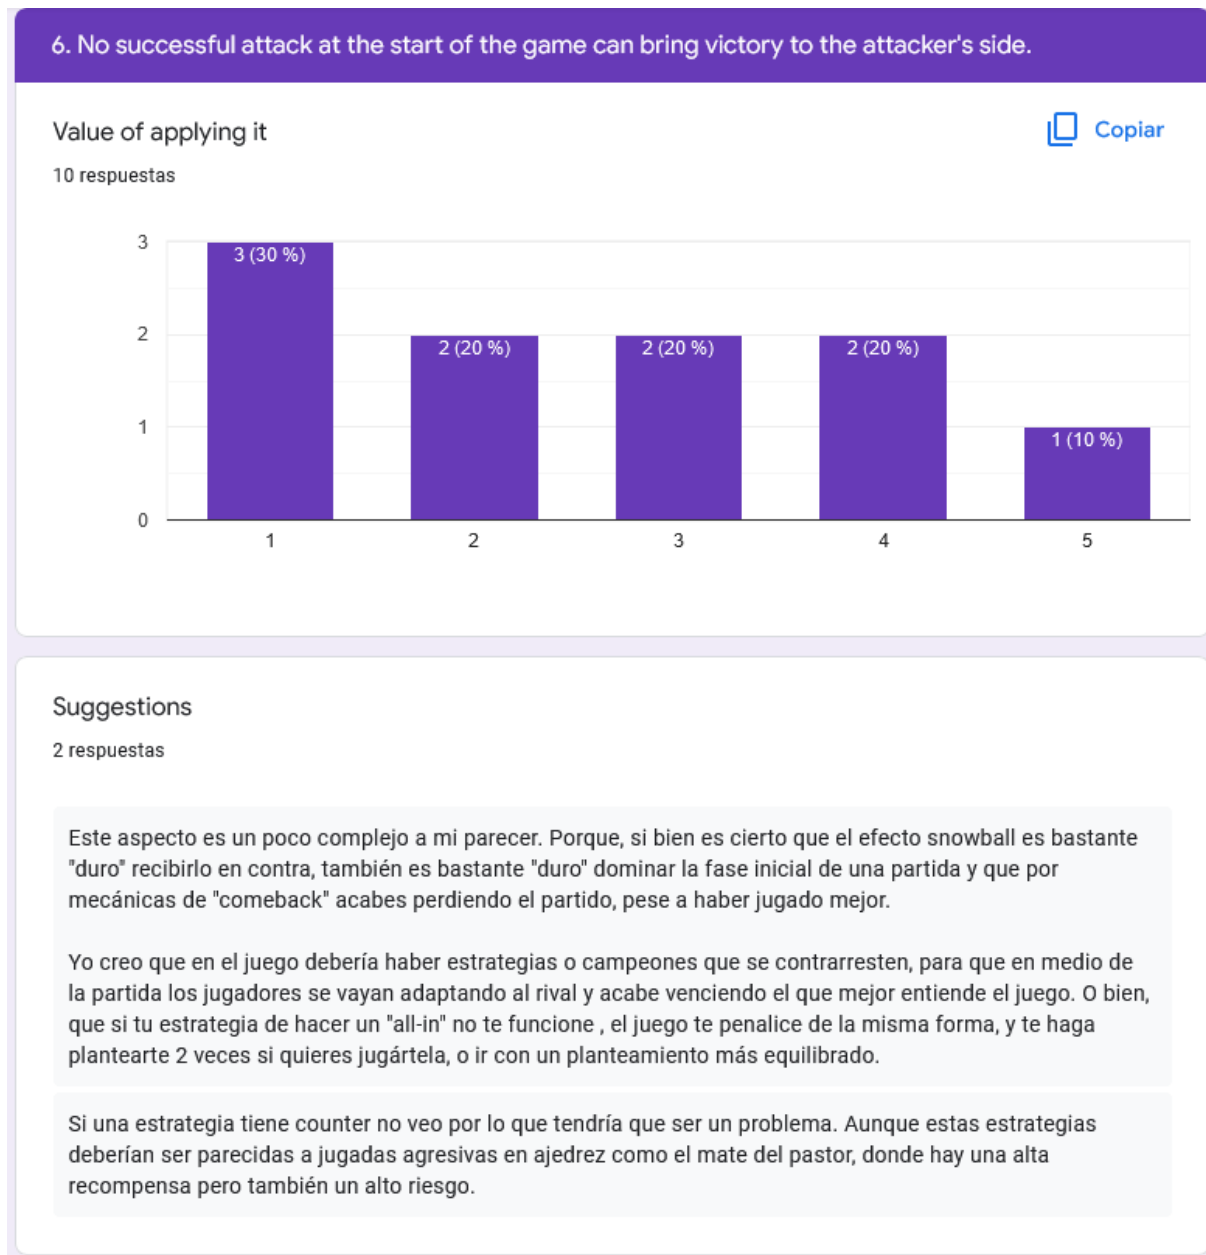 6. No successful attack at the start of the game can bring victory to the attacker's side.
Value of applying it
Copiar
10 respuestas
3
3 (30 %)
2
2 (20 %)
2 (20 %)
2 (20 %)
1
1 (10 %)
0
1
2
3
4
5
Suggestions
2 respuestas
Este aspecto es un poco complejo a mi parecer. Porque, si bien es cierto que el efecto snowball es bastante
"duro" recibirlo en contra, también es bastante "duro" dominar la fase inicial de una partida y que por
mecánicas de "comeback" acabes perdiendo el partido, pese a haber jugado mejor.
Yo creo que en el juego debería haber estrategias o campeones que se contrarresten, para que en medio de
la partida los jugadores se vayan adaptando al rival y acabe venciendo el que mejor entiende el juego. O bien,
que si tu estrategia de hacer un "all-in" no te funcione , el juego te penalice de la misma forma, y te haga
plantearte 2 veces si quieres jugártela, o ir con un planteamiento más equilibrado.
Si una estrategia tiene counter no veo por lo que tendría que ser un problema. Aunque estas estrategias
deberían ser parecidas a jugadas agresivas en ajedrez como el mate del pastor, donde hay una alta
recompensa pero también un alto riesgo.